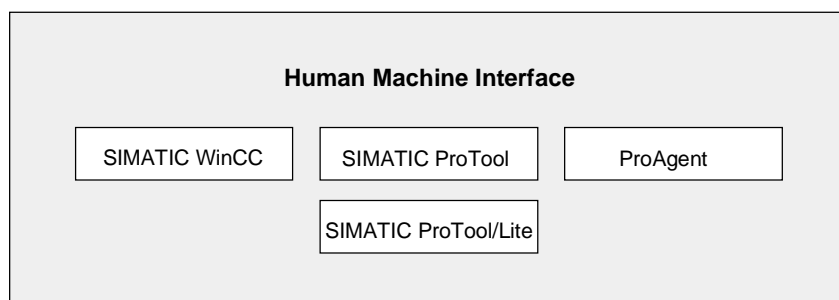 Human Machine Interface
SIMATIC WinCC
SIMATIC ProTool
ProAgent
SIMATIC ProTool/Lite